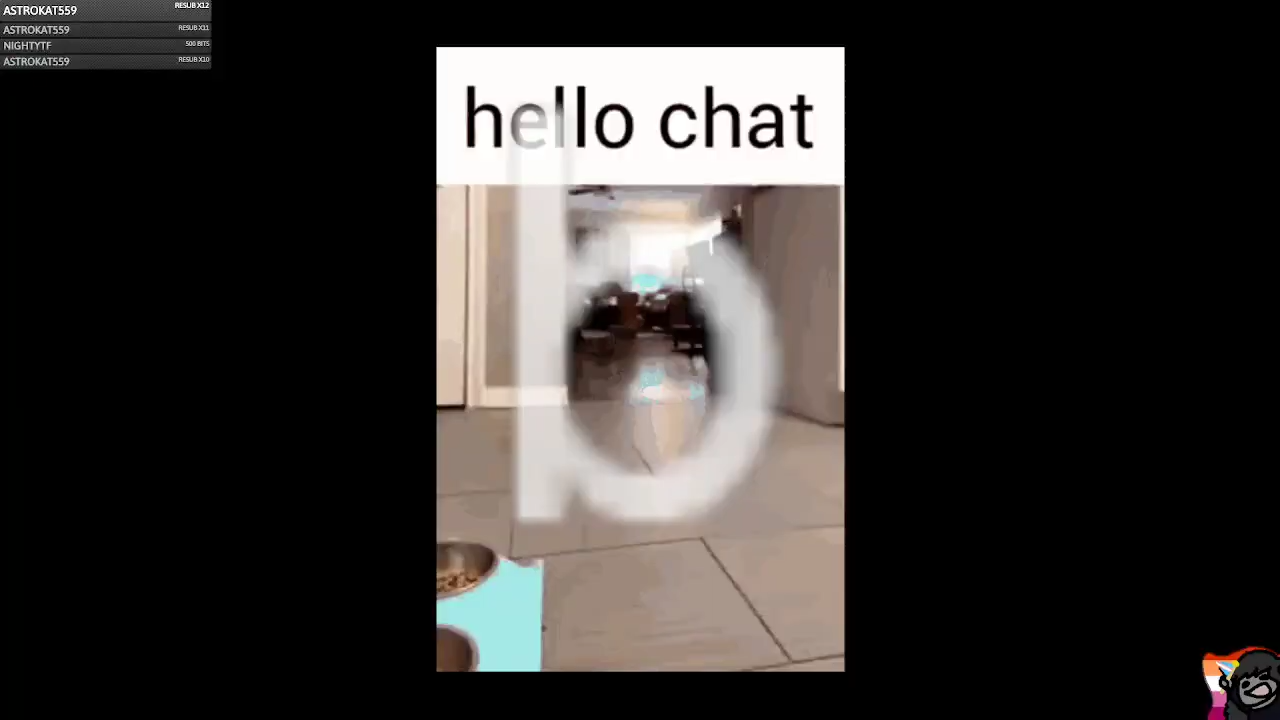 ASTROKAT559 RESUB X12
ASTROKAT559 RESUB X11
NIGHTYTF 500 BITS
ASTROKAT559 RESUB X10
hello chat
b